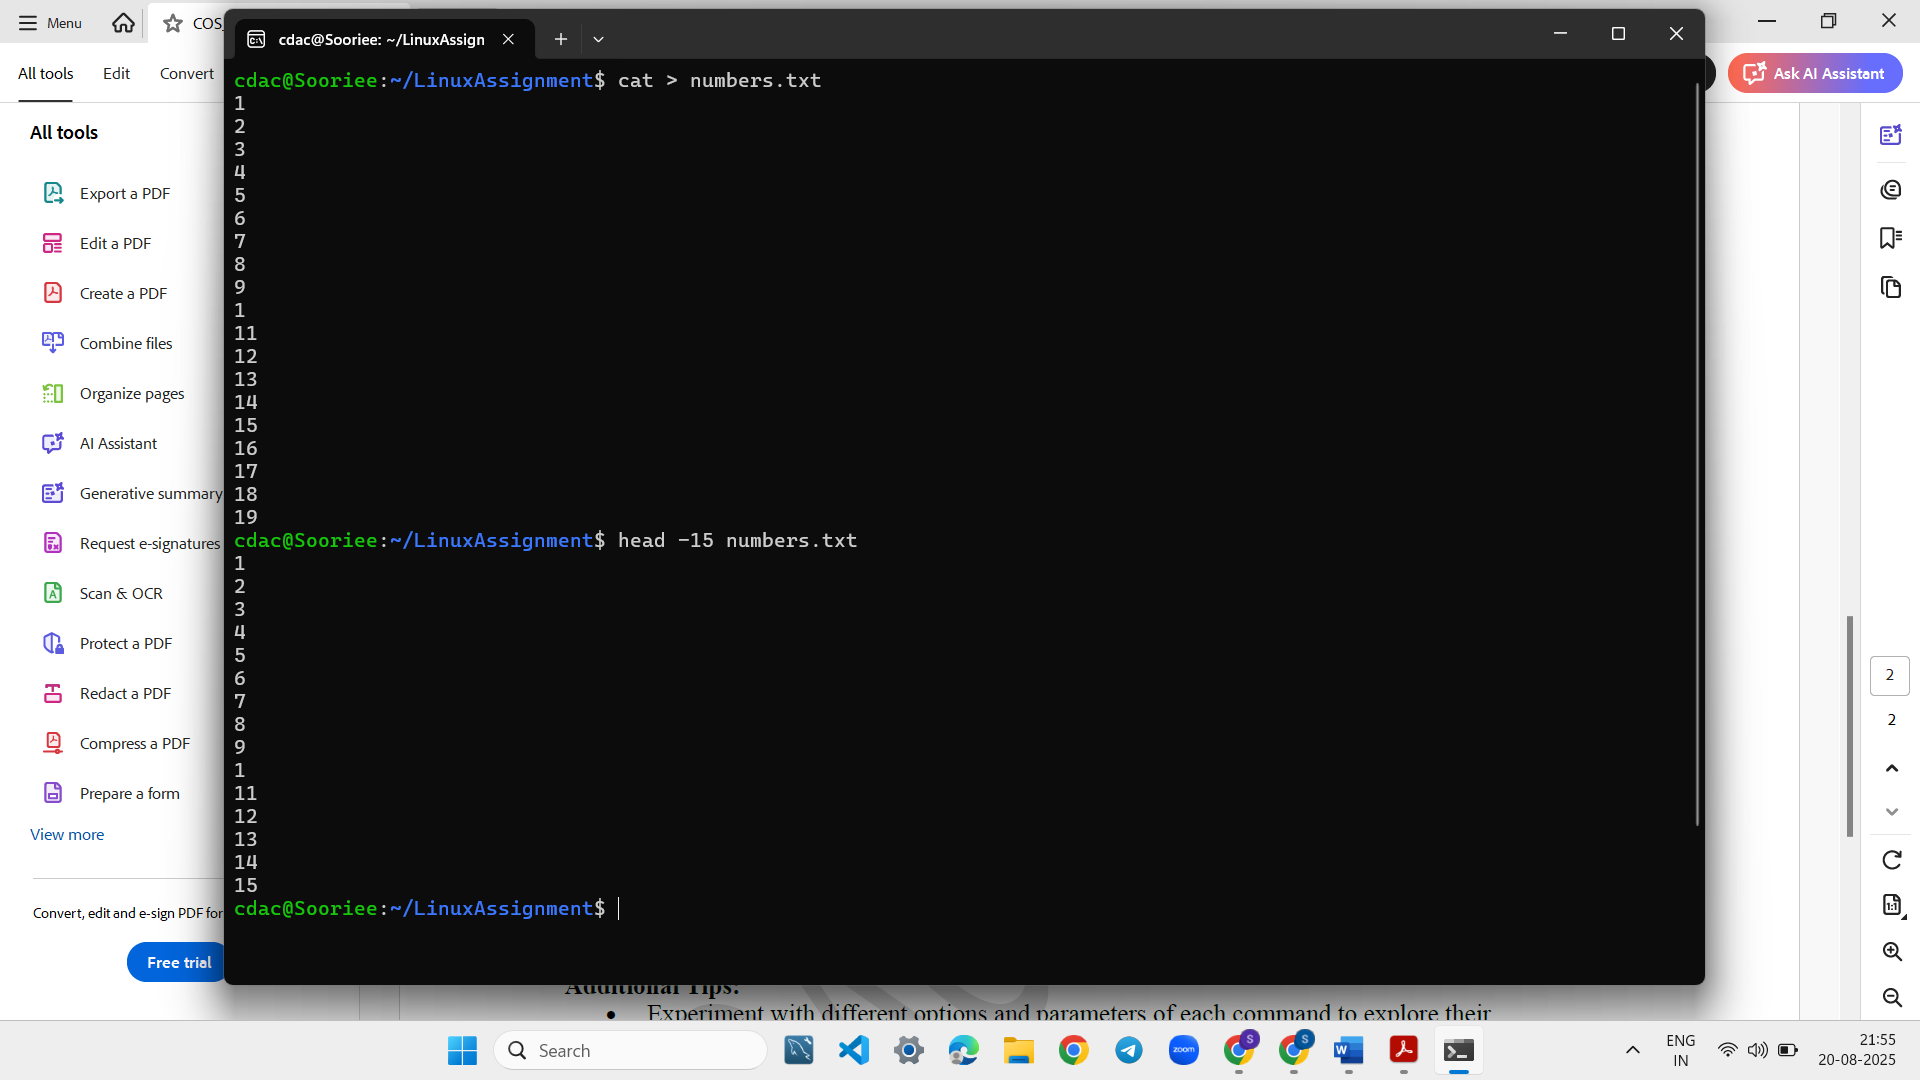 Menu
COS
All tools
Edit
Convert
Ask AI Assistant
All tools
Export a PDF
Edit a PDF
Create a PDF
Combine files
Organize pages
AI Assistant
Generative summary
Request e-signatures
Scan & OCR
Protect a PDF
Redact a PDF
Compress a PDF
Prepare a form
View more
Convert, edit and e-sign PDF for
Free trial
cdac@Sooriee: ~/LinuxAssign
cdac@Sooriee:~/LinuxAssignment$ cat > numbers.txt
1
2
3
4
5
6
7
8
9
1
11
12
13
14
15
16
17
18
19
cdac@Sooriee:~/LinuxAssignment$ head -15 numbers.txt
1
2
3
4
5
6
7
8
9
1
11
12
13
14
15
cdac@Sooriee:~/LinuxAssignment$
2
2
1:1
Additional Tips:
• Experiment with different options and parameters of each command to explore their
Search
zoom
S
S
ENG
IN
21:55
20-08-2025